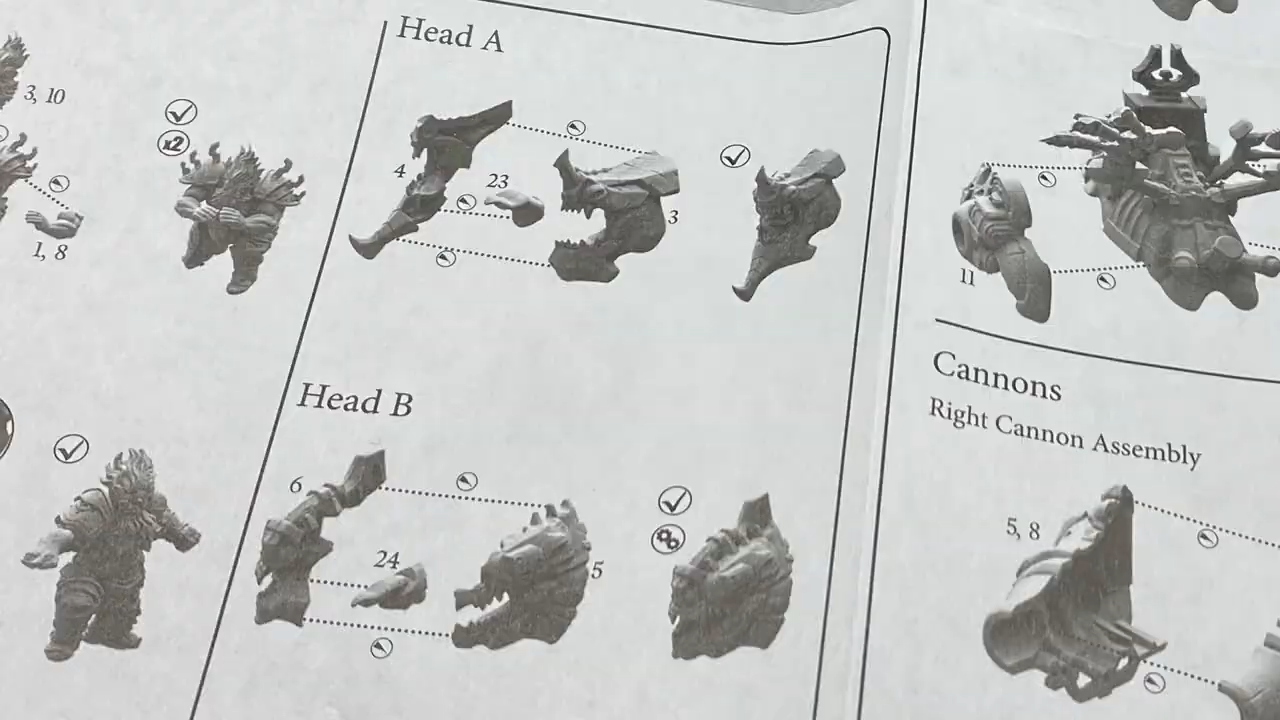 3, 10
x2
1, 8
Head A
4
23
3
Head B
6
24
5
11
Cannons
Right Cannon Assembly
5, 8